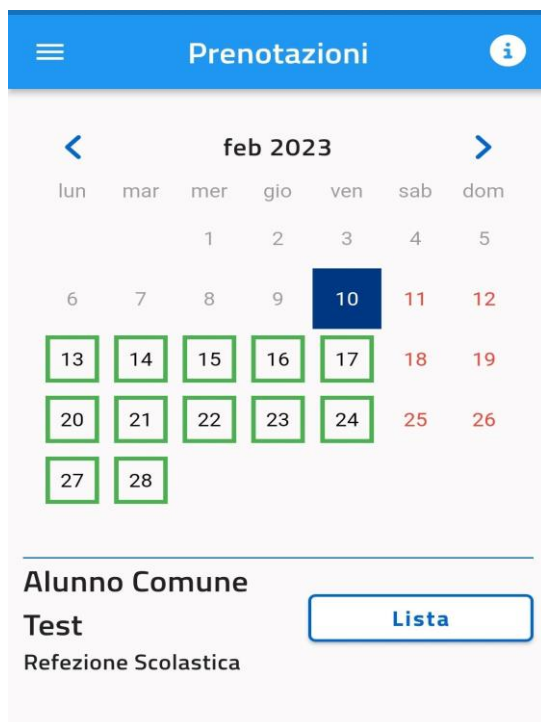 Prenotazioni i
feb 2023
lun mar mer gio ven sab dom
1 2 3 4 5
6 7 8 9 10 11 12
13 14 15 16 17 18 19
20 21 22 23 24 25 26
27 28
Alunno Comune
Test
Lista
Refezione Scolastica